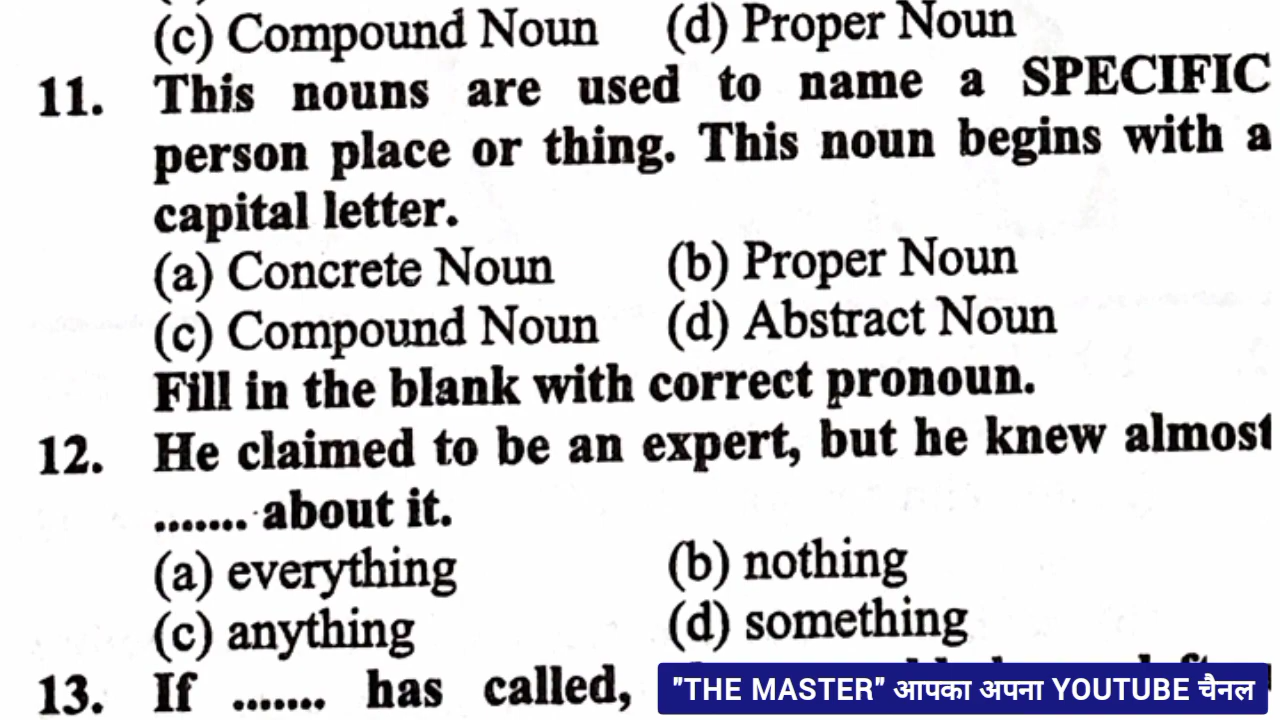 (c) Compound Noun (d) Proper Noun
11. This nouns are used to name a SPECIFIC
person place or thing. This noun begins with a
capital letter.
(a) Concrete Noun (b) Proper Noun
(c) Compound Noun (d) Abstract Noun
Fill in the blank with correct pronoun.
12. He claimed to be an expert, but he knew almost
....... about it.
(a) everything (b) nothing
(c) anything (d) something
13. If ....... has called,
"THE MASTER" आपका अपना YOUTUBE चैनल